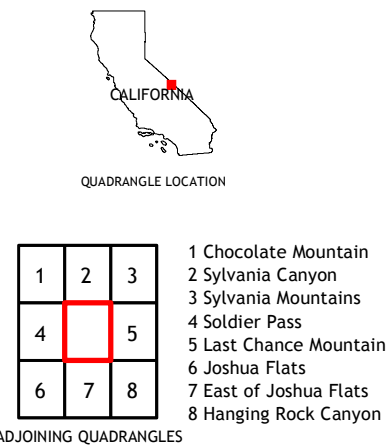 CALIFORNIA
QUADRANGLE LOCATION
1 2 3
4 5
6 7 8
1 Chocolate Mountain
2 Sylvania Canyon
3 Sylvania Mountains
4 Soldier Pass
5 Last Chance Mountain
6 Joshua Flats
7 East of Joshua Flats
8 Hanging Rock Canyon
ADJOINING QUADRANGLES